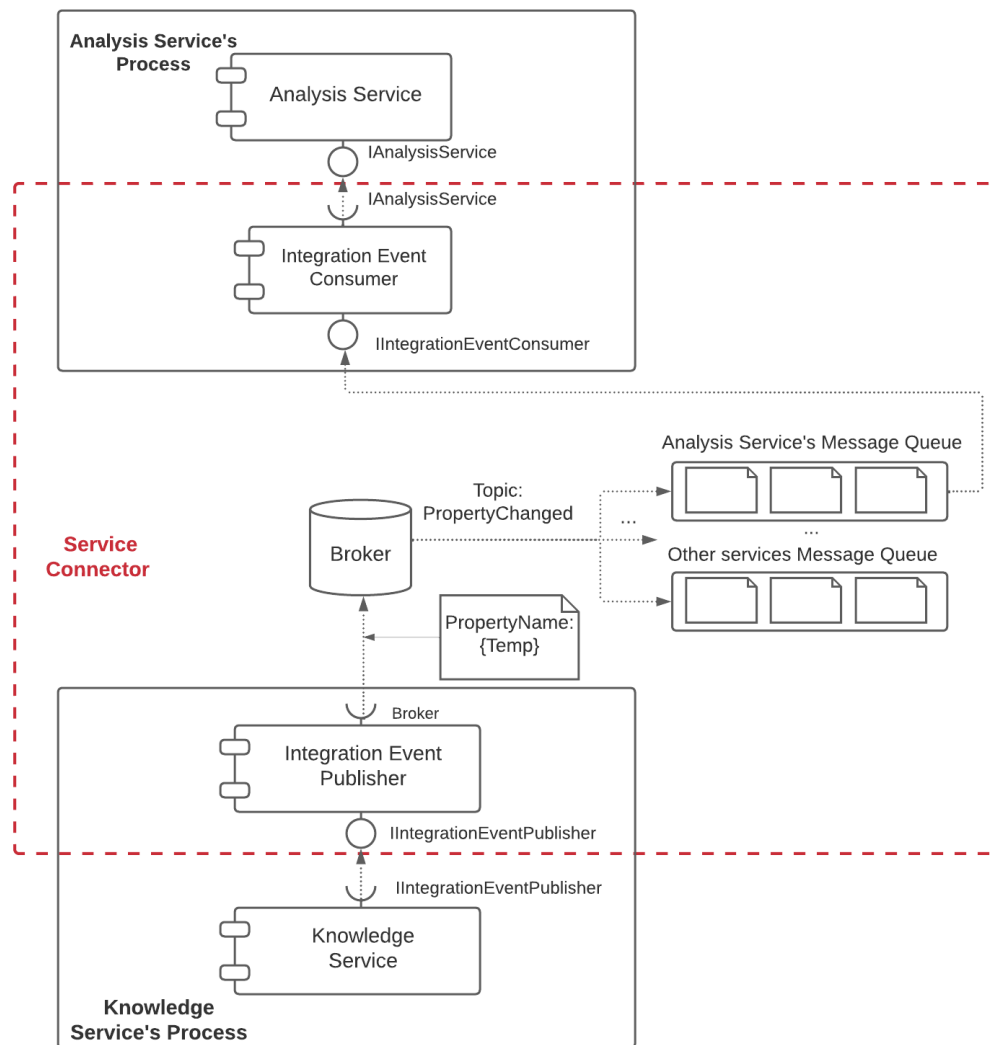 Analysis Service's
Process
Analysis Service
IAnalysisService
IAnalysisService
Integration Event
Consumer
IIntegrationEventConsumer
Analysis Service's Message Queue
Topic:
PropertyChanged
...
...
Other services Message Queue
Broker
Service
Connector
PropertyName:
{Temp}
Broker
Integration Event
Publisher
IIntegrationEventPublisher
IIntegrationEventPublisher
Knowledge
Service
Knowledge
Service's Process